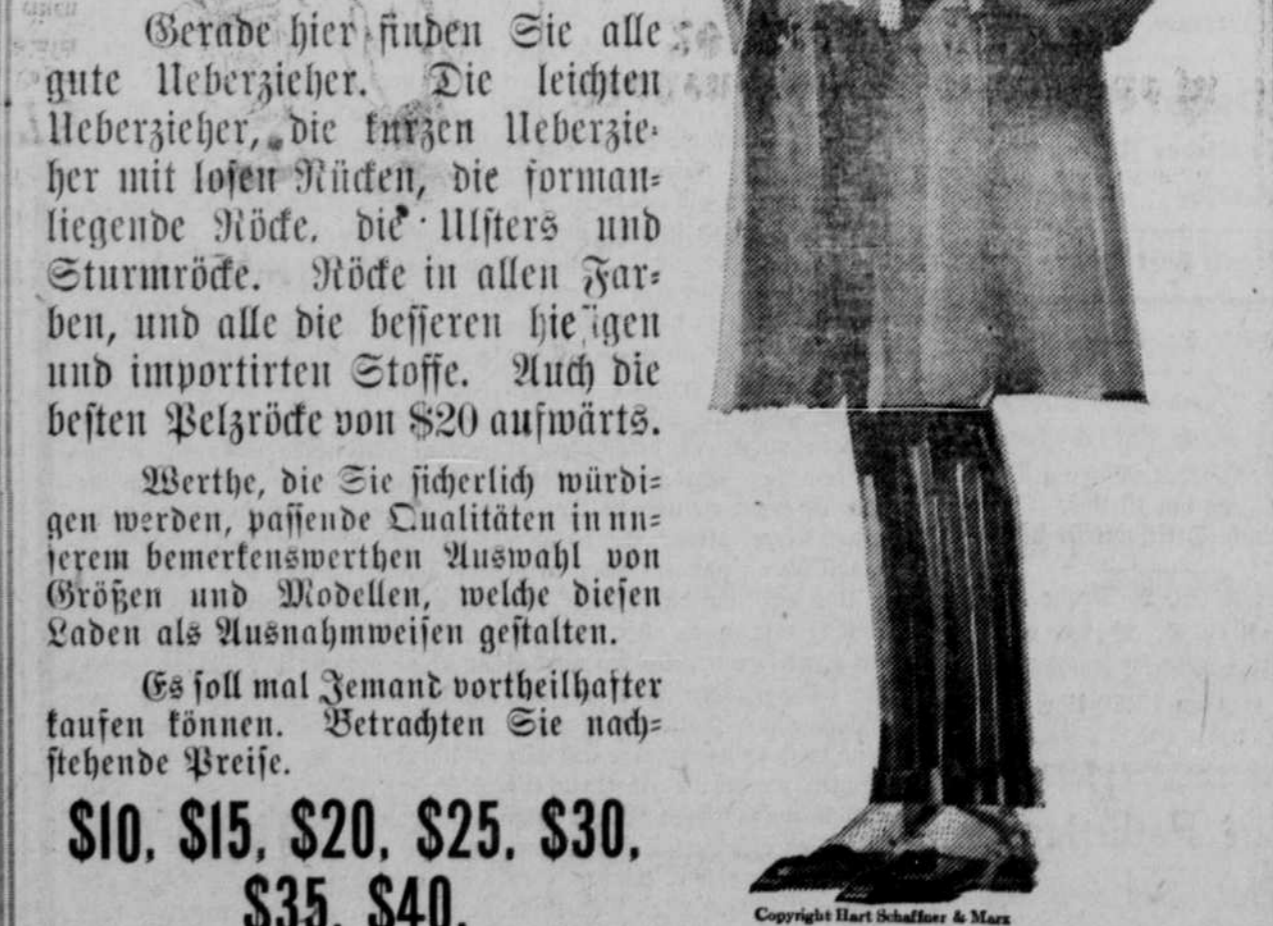 Gerade hier finden Sie alle
gute Ueberzieher. Die leichten
Ueberzieher, die kurzen Ueberzie-
her mit losen Rücken, die forman-
liegende Röcke, die Ulsters und
Sturmröcke. Röcke in allen Far-
ben, und alle die besseren hiesigen
und importirten Stoffe. Auch die
besten Pelzröcke von $20 aufwärts.
Werthe, die Sie sicherlich würdi-
gen werden, passende Qualitäten in un-
serem bemerkenswerthen Auswahl von
Größen und Modellen, welche diesen
Laden als Ausnahmweisen gestalten.
Es soll mal Jemand vortheilhafter
kaufen können. Betrachten Sie nach-
stehende Preise.
$10, $15, $20, $25, $30,
$35, $40,
Copyright Hart Schaffner & Marx